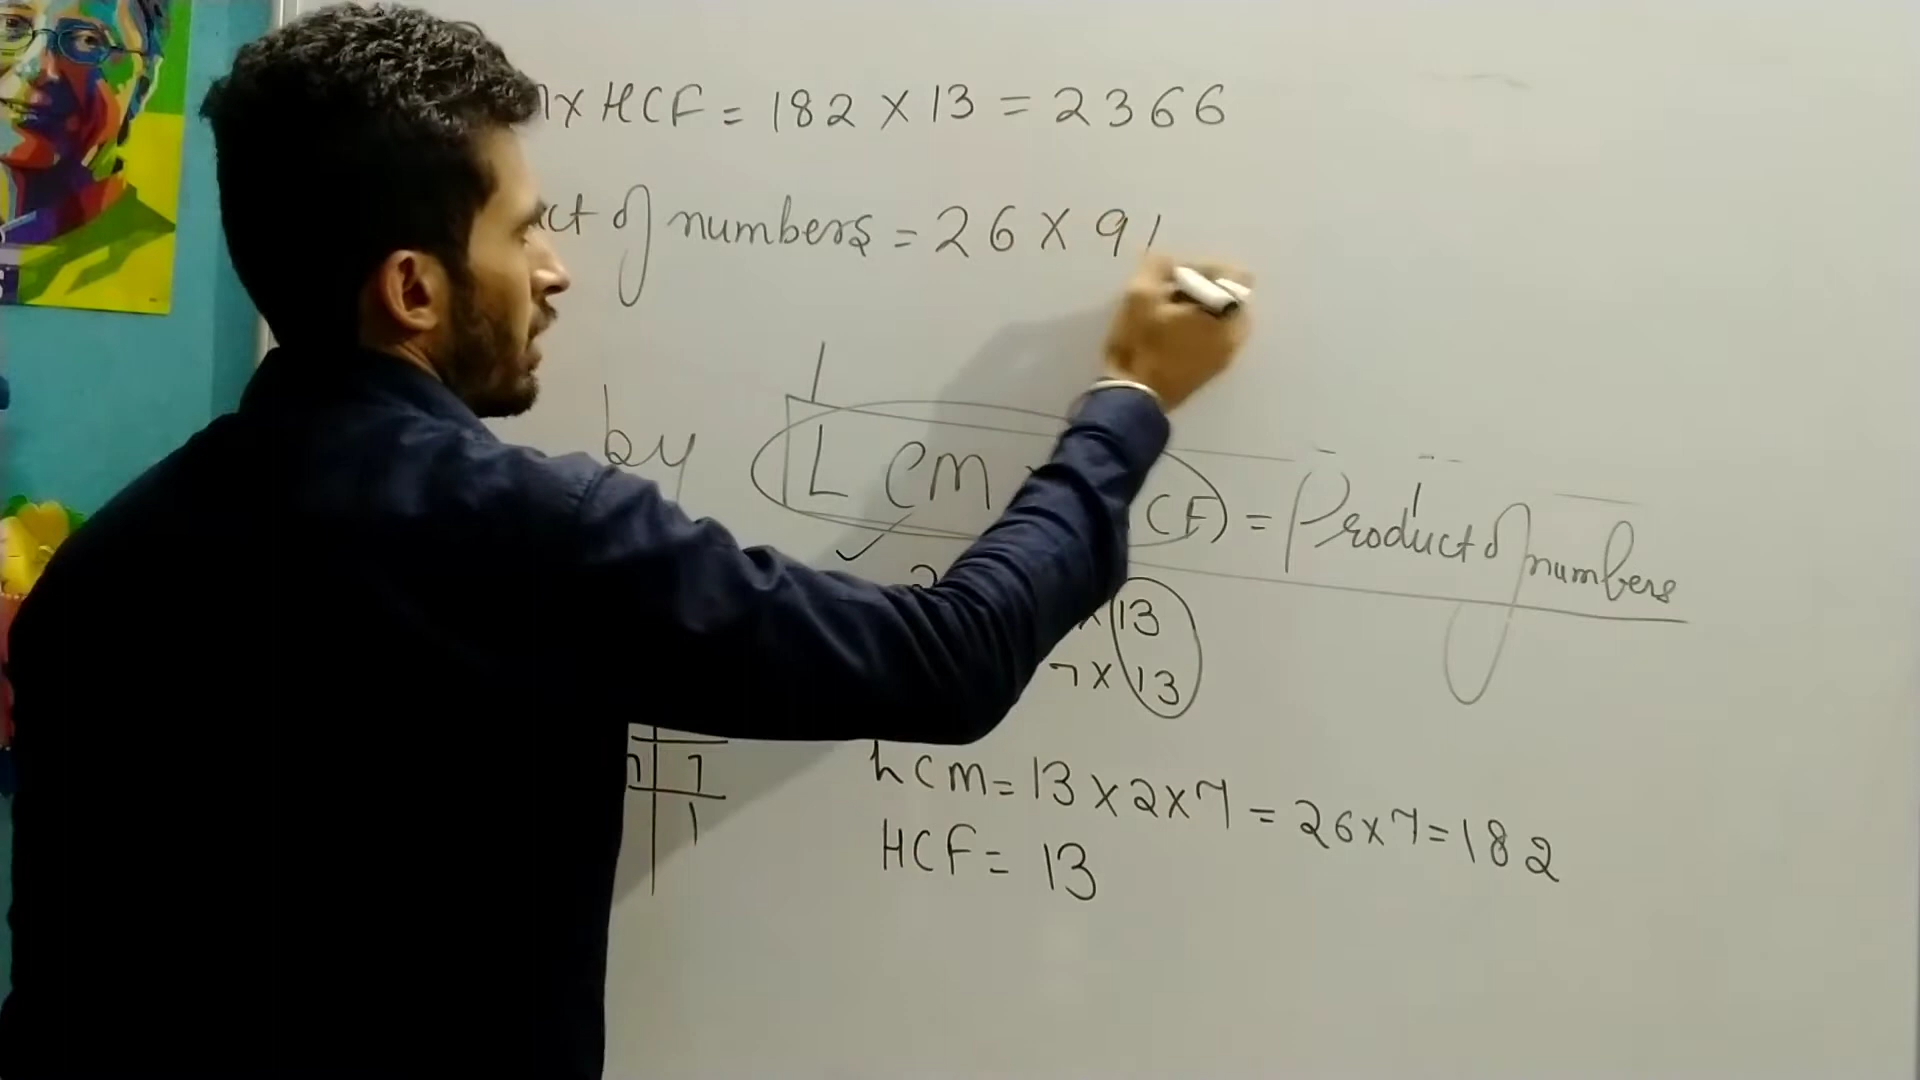 x HCF = 182 x 13 = 2366
of numbers = 26 x 91
by
LCM CF) = Product of numbers
x 13
7 x 13
7 7
1
LCM = 13 x 2 x 7 = 26 x 7 = 182
HCF = 13